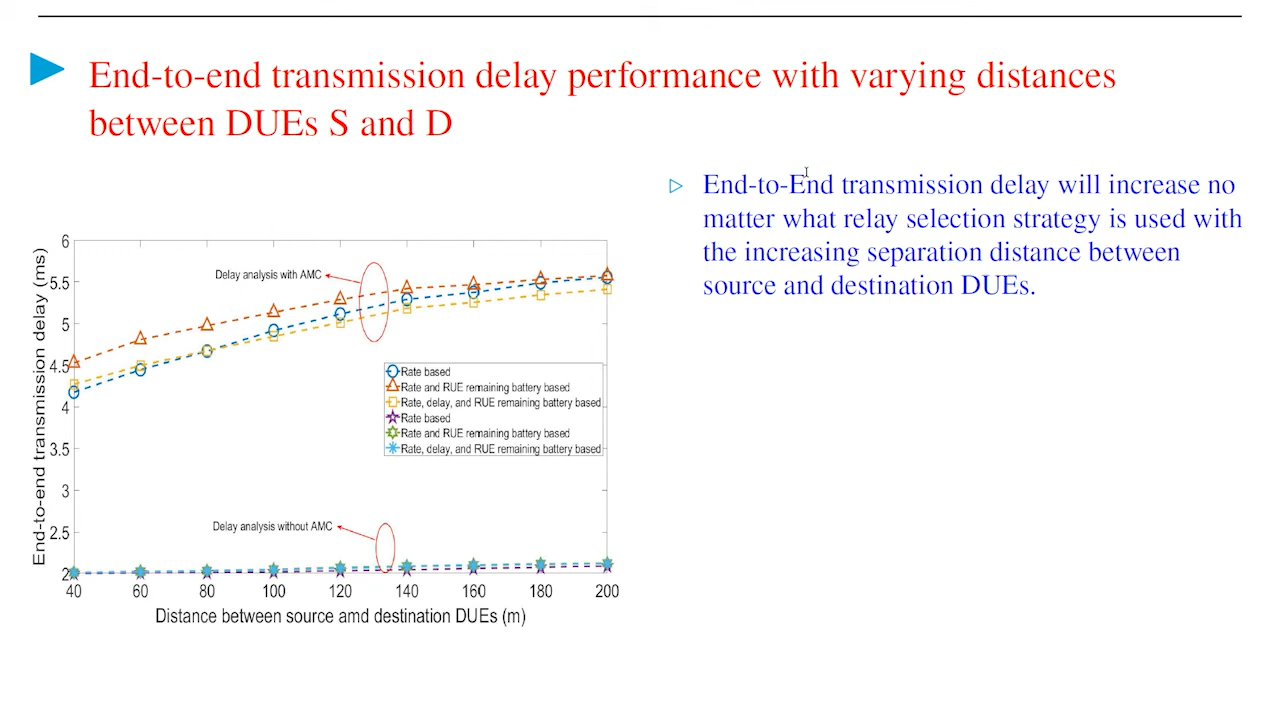 End-to-end transmission delay performance with varying distances
between DUEs S and D
End-to-End transmission delay will increase no
matter what relay selection strategy is used with
the increasing separation distance between
source and destination DUEs.
End-to-end transmission delay (ms)
6
5.5
5
4.5
4
3.5
3
2.5
2
Delay analysis with AMC
Rate based
Rate and RUE remaining battery based
Rate, delay, and RUE remaining battery based
Rate based
Rate and RUE remaining battery based
Rate, delay, and RUE remaining battery based
Delay analysis without AMC
40 60 80 100 120 140 160 180 200
Distance between source amd destination DUEs (m)